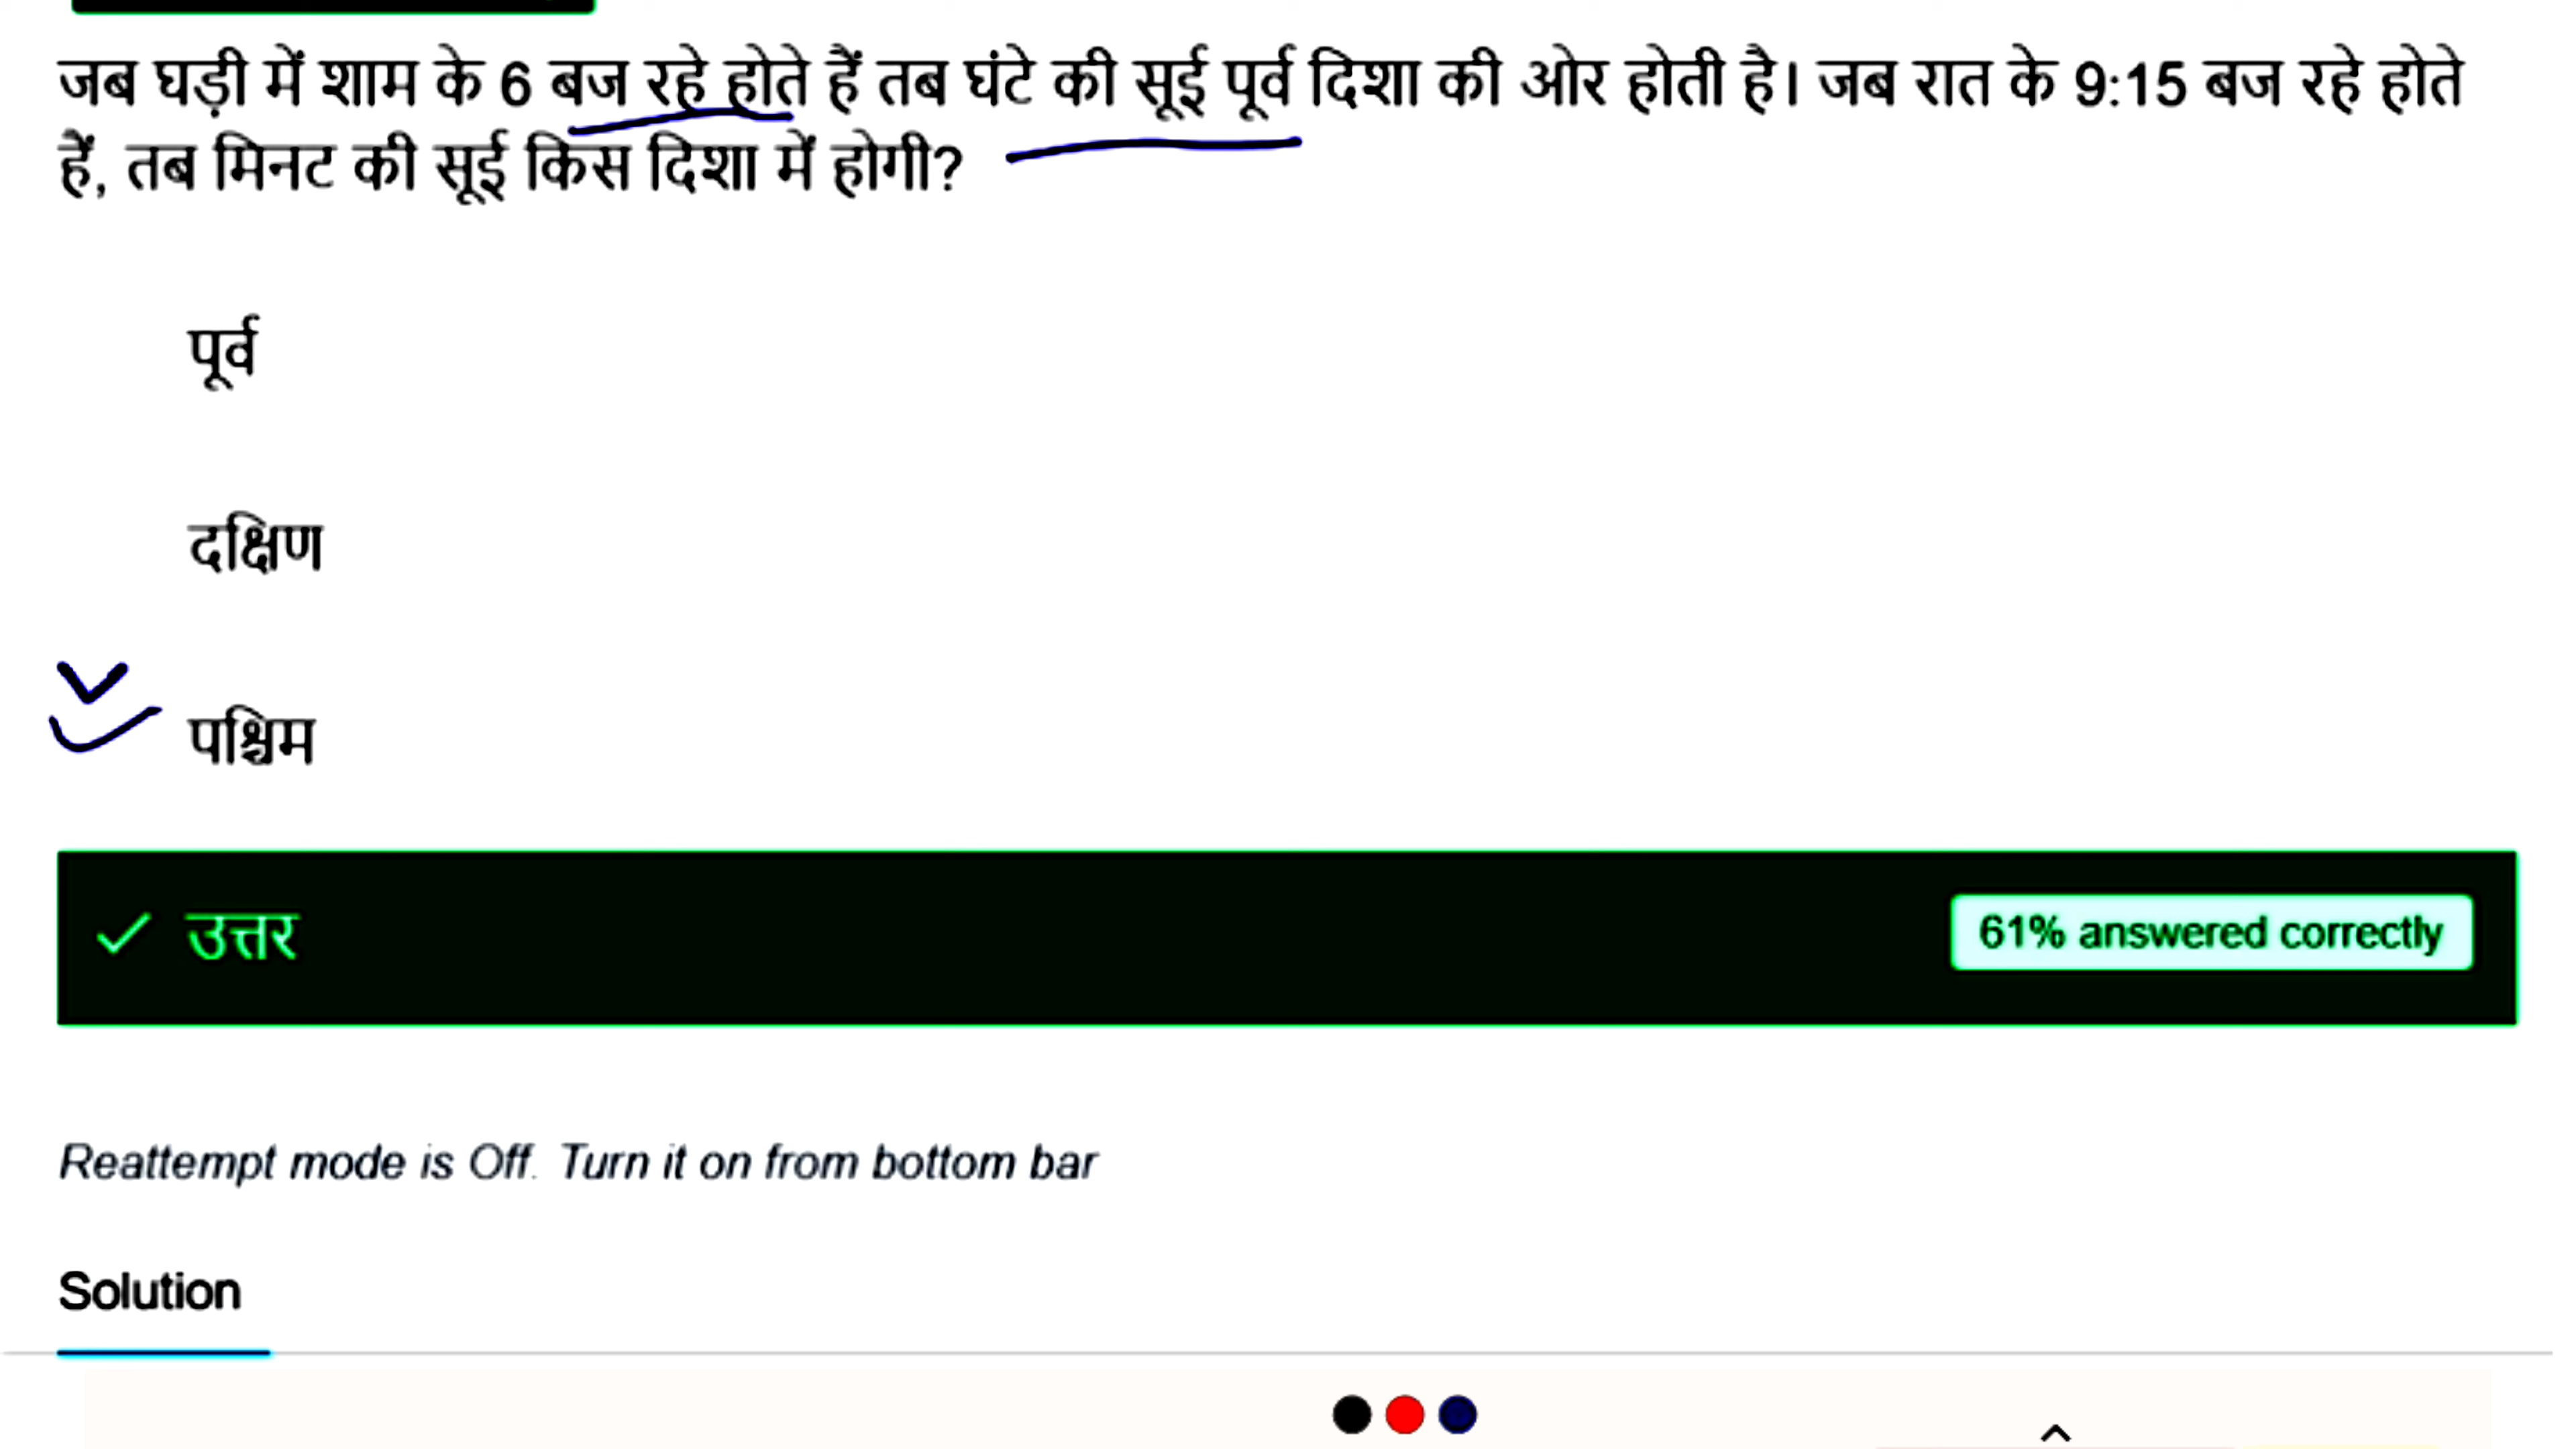 जब घड़ी में शाम के 6 बज रहे होते हैं तब घंटे की सूई पूर्व दिशा की ओर होती है। जब रात के 9:15 बज रहे होते
हैं, तब मिनट की सूई किस दिशा में होगी?
पूर्व
दक्षिण
पश्चिम
उत्तर
61% answered correctly
Reattempt mode is Off. Turn it on from bottom bar
Solution